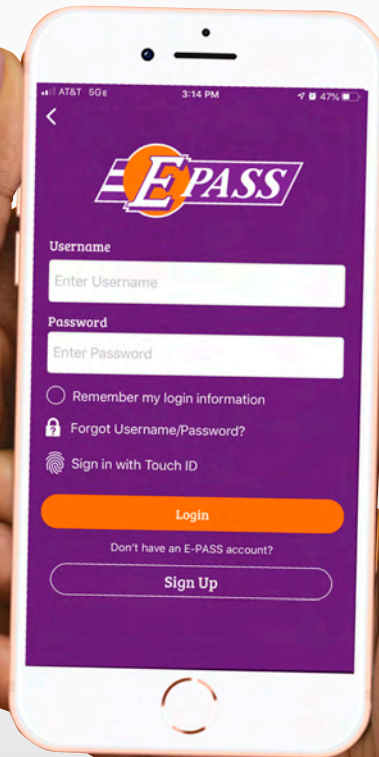 AT&T 5GE 3:14 PM 47%
E PASS
Username
Enter Username
Password
Enter Password
Remember my login information
? Forgot Username/Password?
Sign in with Touch ID
Login
Don't have an E-PASS account?
Sign Up